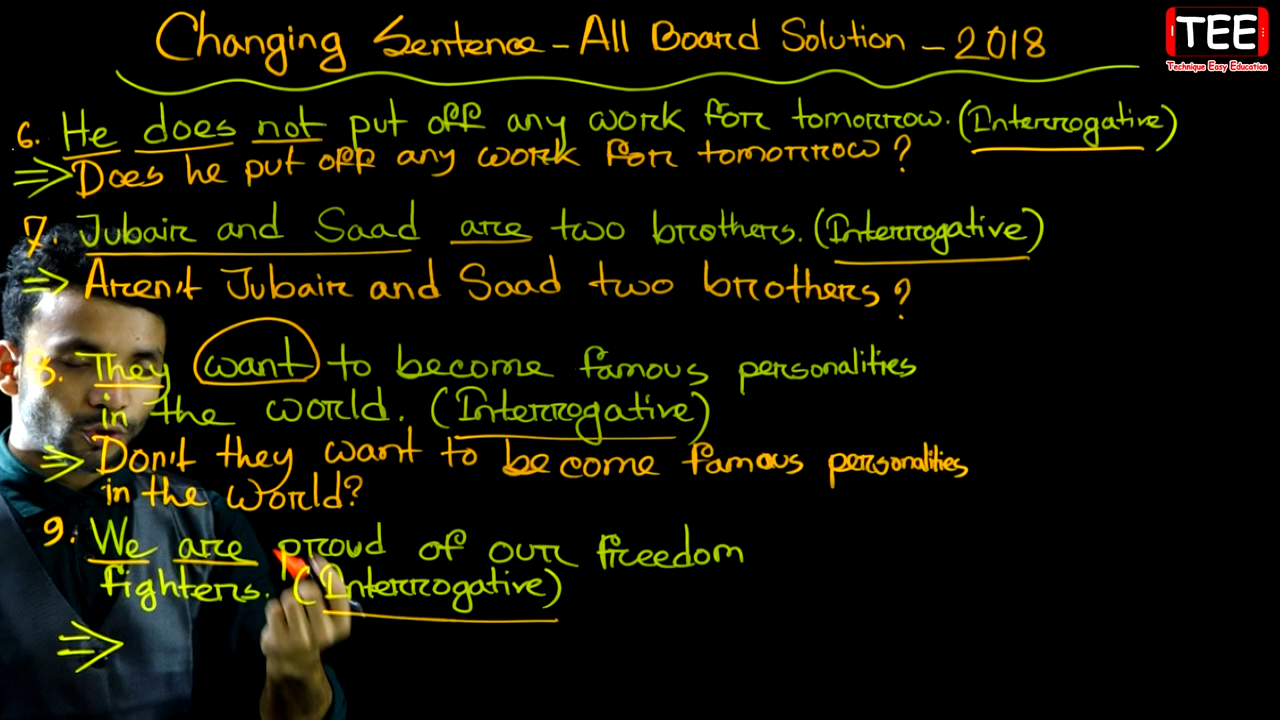 Changing Sentence - All Board Solution - 2018
TEE
Technique Easy Education
6. He does not put off any work for tomorrow. (Interrogative)
⇒ Does he put off any work for tomorrow?
7. Jubair and Saad are two brothers. (Interrogative)
⇒ Aren't Jubair and Saad two brothers?
8. They want to become famous personalities
in the world. (Interrogative)
⇒ Don't they want to become famous personalities
in the world?
9. We are proud of our freedom
fighters. (Interrogative)
⇒